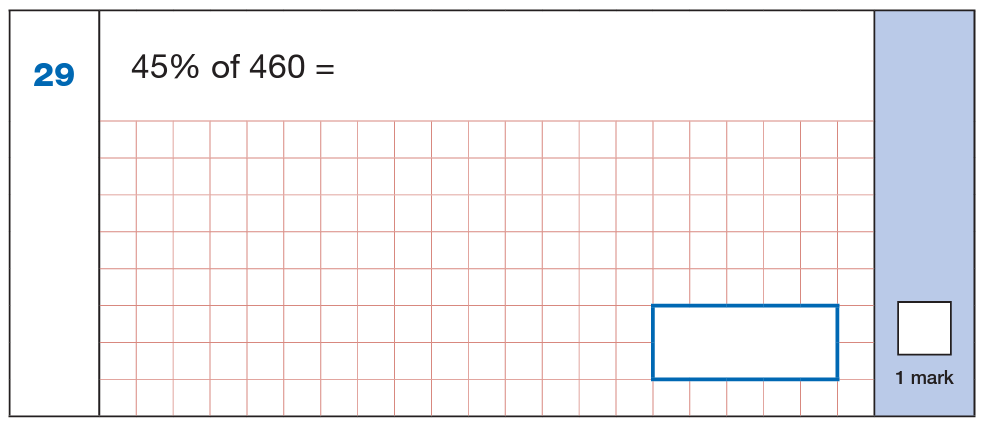 29
45% of 460 =
1 mark